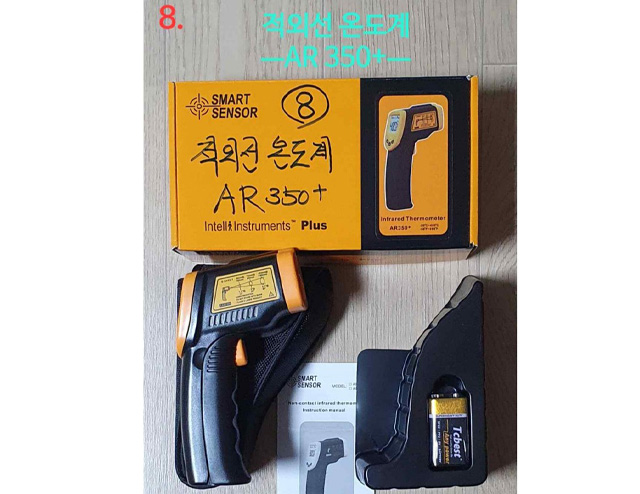 8.
적외선 온도계
—AR 350+—
SMART
SENSOR
8
적외선 온도계
AR350+
Intell Instruments™ Plus
Infrared Thermometer
AR350+
SMART
SENSOR
MODEL:
Non-contact infrared thermometer
Instruction manual
Tcbest